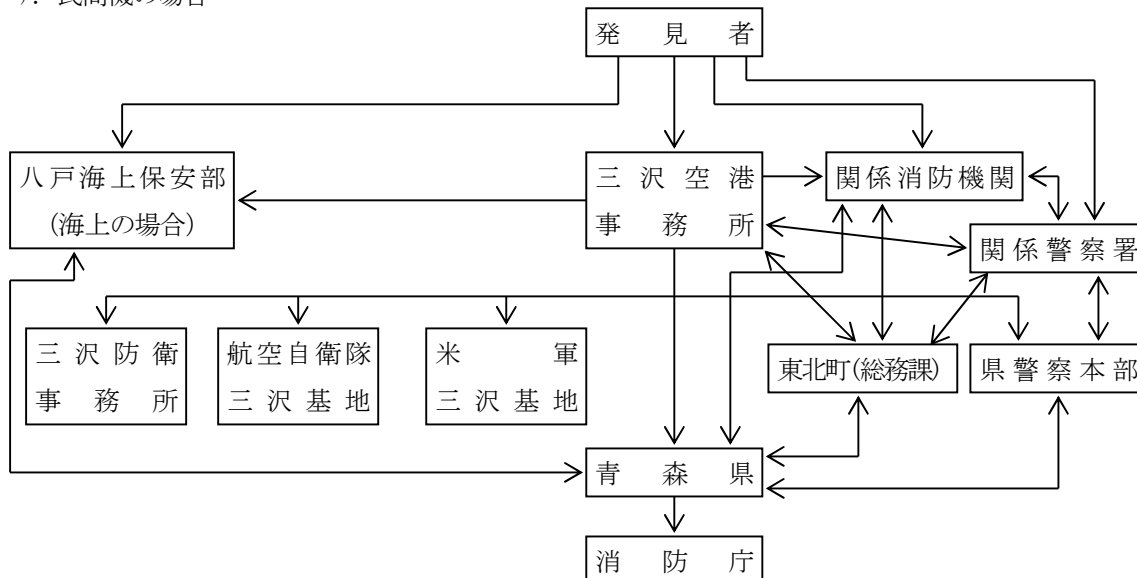 民間機の場合
発見者
八戸海上保安部
(海上の場合)
三沢空港
事務所
関係消防機関
関係警察署
三沢防衛
事務所
航空自衛隊
三沢基地
米軍
三沢基地
東北町(総務課)
県警察本部
青森県
消防庁